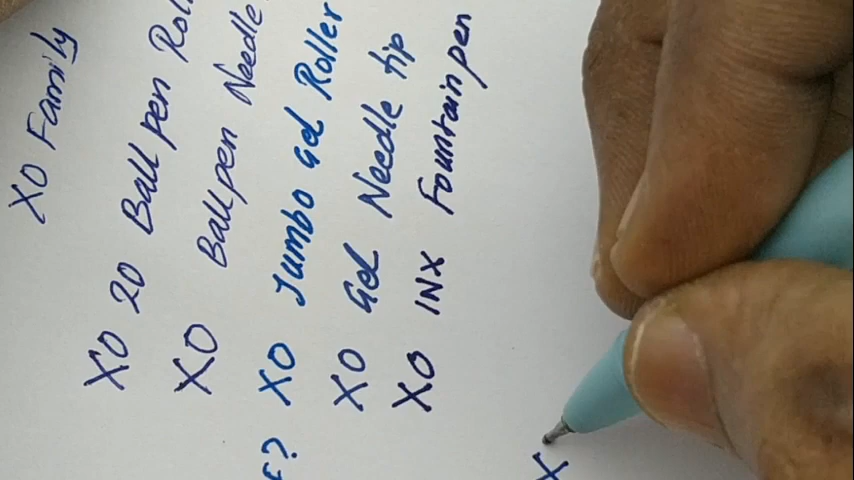 XO Family
XO 20 Ball pen
XO Ball pen Needle
? XO Jumbo Gel Roller
XO Gel Needle tip
XO INX Fountain pen
X